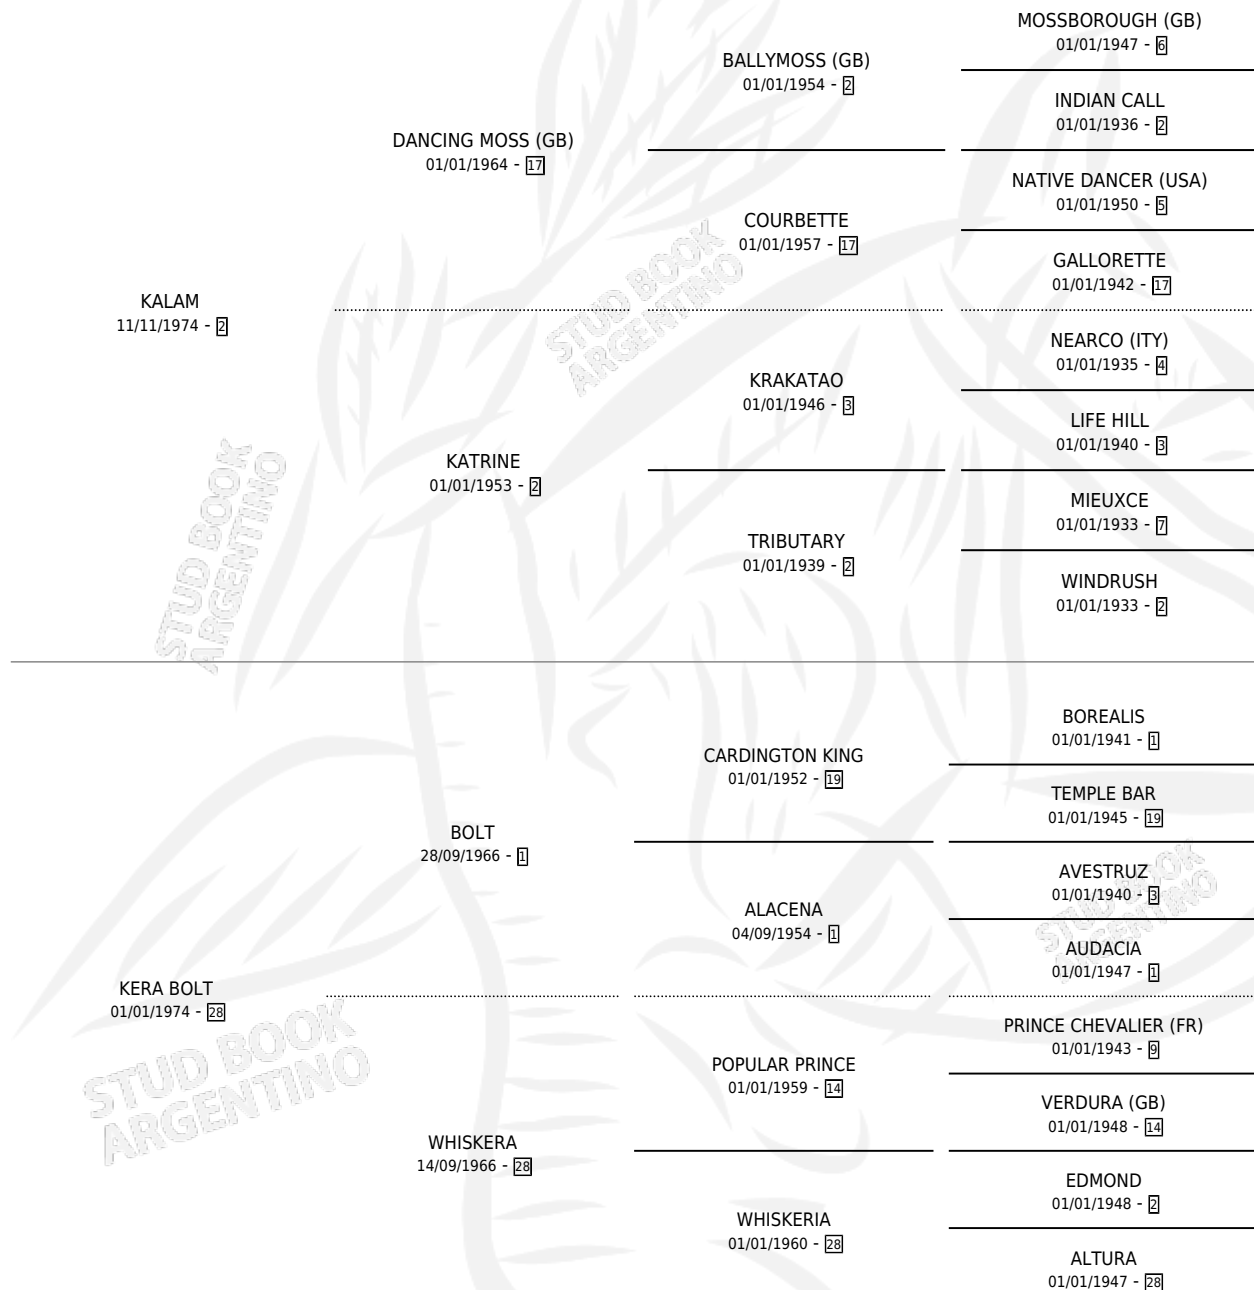 MOSSBOROUGH (GB)
01/01/1947 - 6
BALLYMOSS (GB)
01/01/1954 - 2
INDIAN CALL
01/01/1936 - 2
DANCING MOSS (GB)
01/01/1964 - 17
NATIVE DANCER (USA)
01/01/1950 - 5
COURBETTE
01/01/1957 - 17
GALLORETTE
01/01/1942 - 17
KALAM
11/11/1974 - 2
NEARCO (ITY)
01/01/1935 - 4
KRAKATAO
01/01/1946 - 3
LIFE HILL
01/01/1940 - 3
KATRINE
01/01/1953 - 2
MIEUXCE
01/01/1933 - 7
TRIBUTARY
01/01/1939 - 2
WINDRUSH
01/01/1933 - 2
BOREALIS
01/01/1941 - 1
CARDINGTON KING
01/01/1952 - 19
TEMPLE BAR
01/01/1945 - 19
BOLT
28/09/1966 - 1
AVESTRUZ
01/01/1940 - 3
ALACENA
04/09/1954 - 1
AUDACIA
01/01/1947 - 1
KERA BOLT
01/01/1974 - 28
PRINCE CHEVALIER (FR)
01/01/1943 - 9
POPULAR PRINCE
01/01/1959 - 14
VERDURA (GB)
01/01/1948 - 14
WHISKERA
14/09/1966 - 28
EDMOND
01/01/1948 - 2
WHISKERIA
01/01/1960 - 28
ALTURA
01/01/1947 - 28
STUD BOOK
ARGENTINO
STUD BOOK
ARGENTINO
STUD BOOK
ARGENTINO
STUD BOOK
ARGENTINO